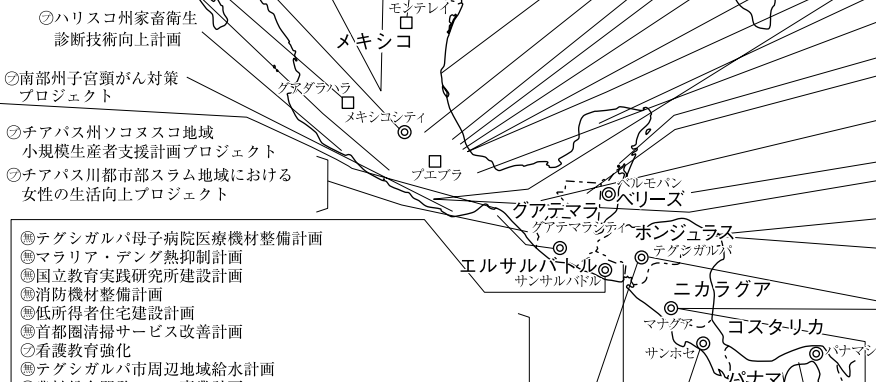 ㋫ハリスコ州家畜衛生
診断技術向上計画
㋫南部州子宮頸がん対策
プロジェクト
㋫チアパス州ソコヌスコ地域
小規模生産者支援計画プロジェクト
㋫チアパス川都市部スラム地域における
女性の生活向上プロジェクト
㊓テグシガルパ母子病院医療機材整備計画
㊓マラリア・デング熱抑制計画
㊓国立教育実践研究所建設計画
㊓消防機材整備計画
㊓低所得者住宅建設計画
㊓首都圏清掃サービス改善計画
㋫看護教育強化
㊓テグシガルパ市周辺地域給水計画
モンテレイ
メキシコ
グアダラハラ
メキシコシティ
プエブラ
ベルモパン
ベリーズ
グアテマラ
グアテマラシティ
ホンジュラス
テグシガルパ
エルサルバドル
サンサルバドル
ニカラグア
マナグア
コスタリカ
サンホセ
パナマシ
パナマ